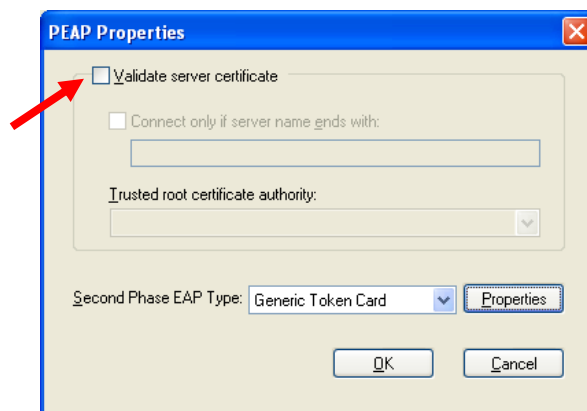 PEAP Properties
Validate server certificate
Connect only if server name ends with:
Trusted root certificate authority:
Second Phase EAP Type: Generic Token Card Properties
OK Cancel